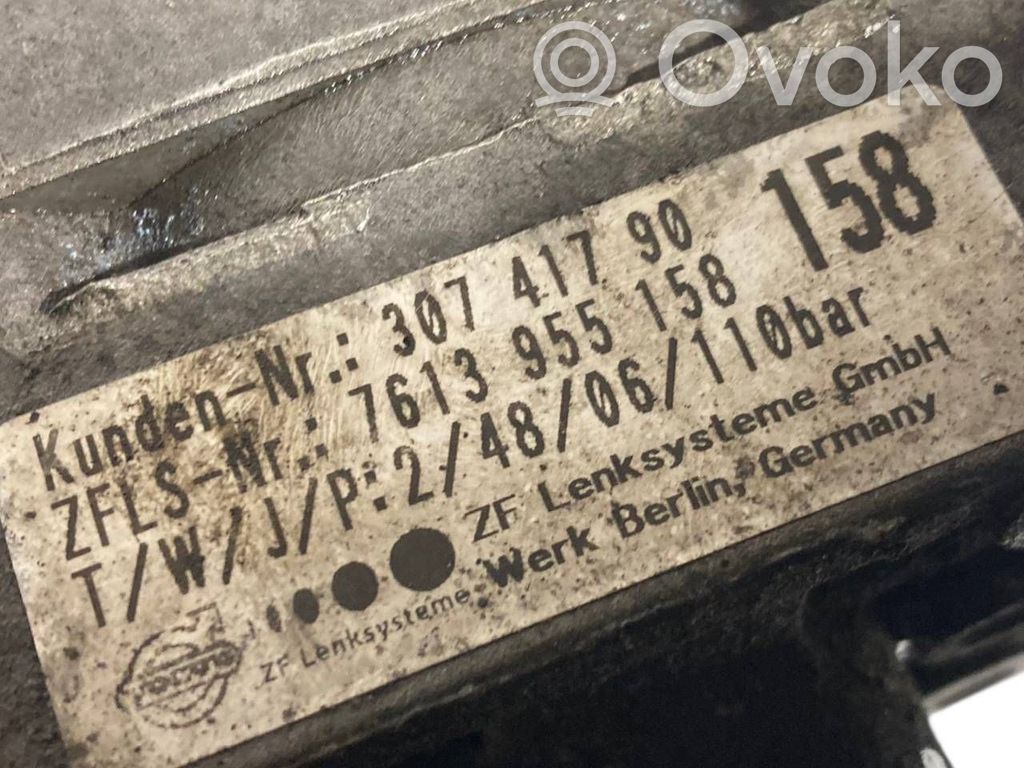 Ovoko
Kunden-Nr.: 307 417 90
158
ZFLS-Nr.: 7613 955 158
T/W/J/P:2/48/06/110bar
ZF Lenksysteme GmbH
Werk Berlin, Germany
ZF Lenksysteme
VOLVO